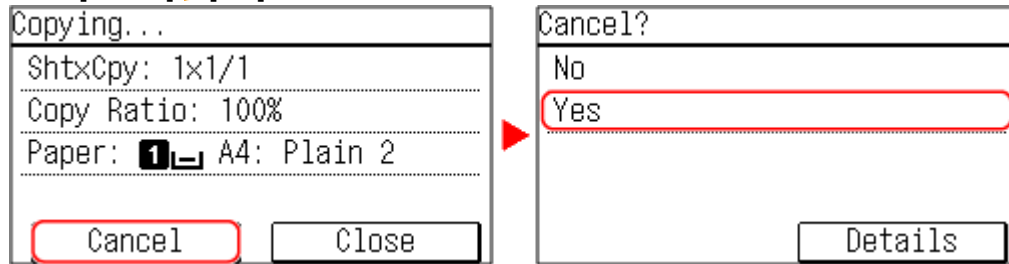 Copying...
ShtxCpy: 1x1/1
Copy Ratio: 100%
Paper: 1 A4: Plain 2
Cancel
Close
Cancel?
No
Yes
Details